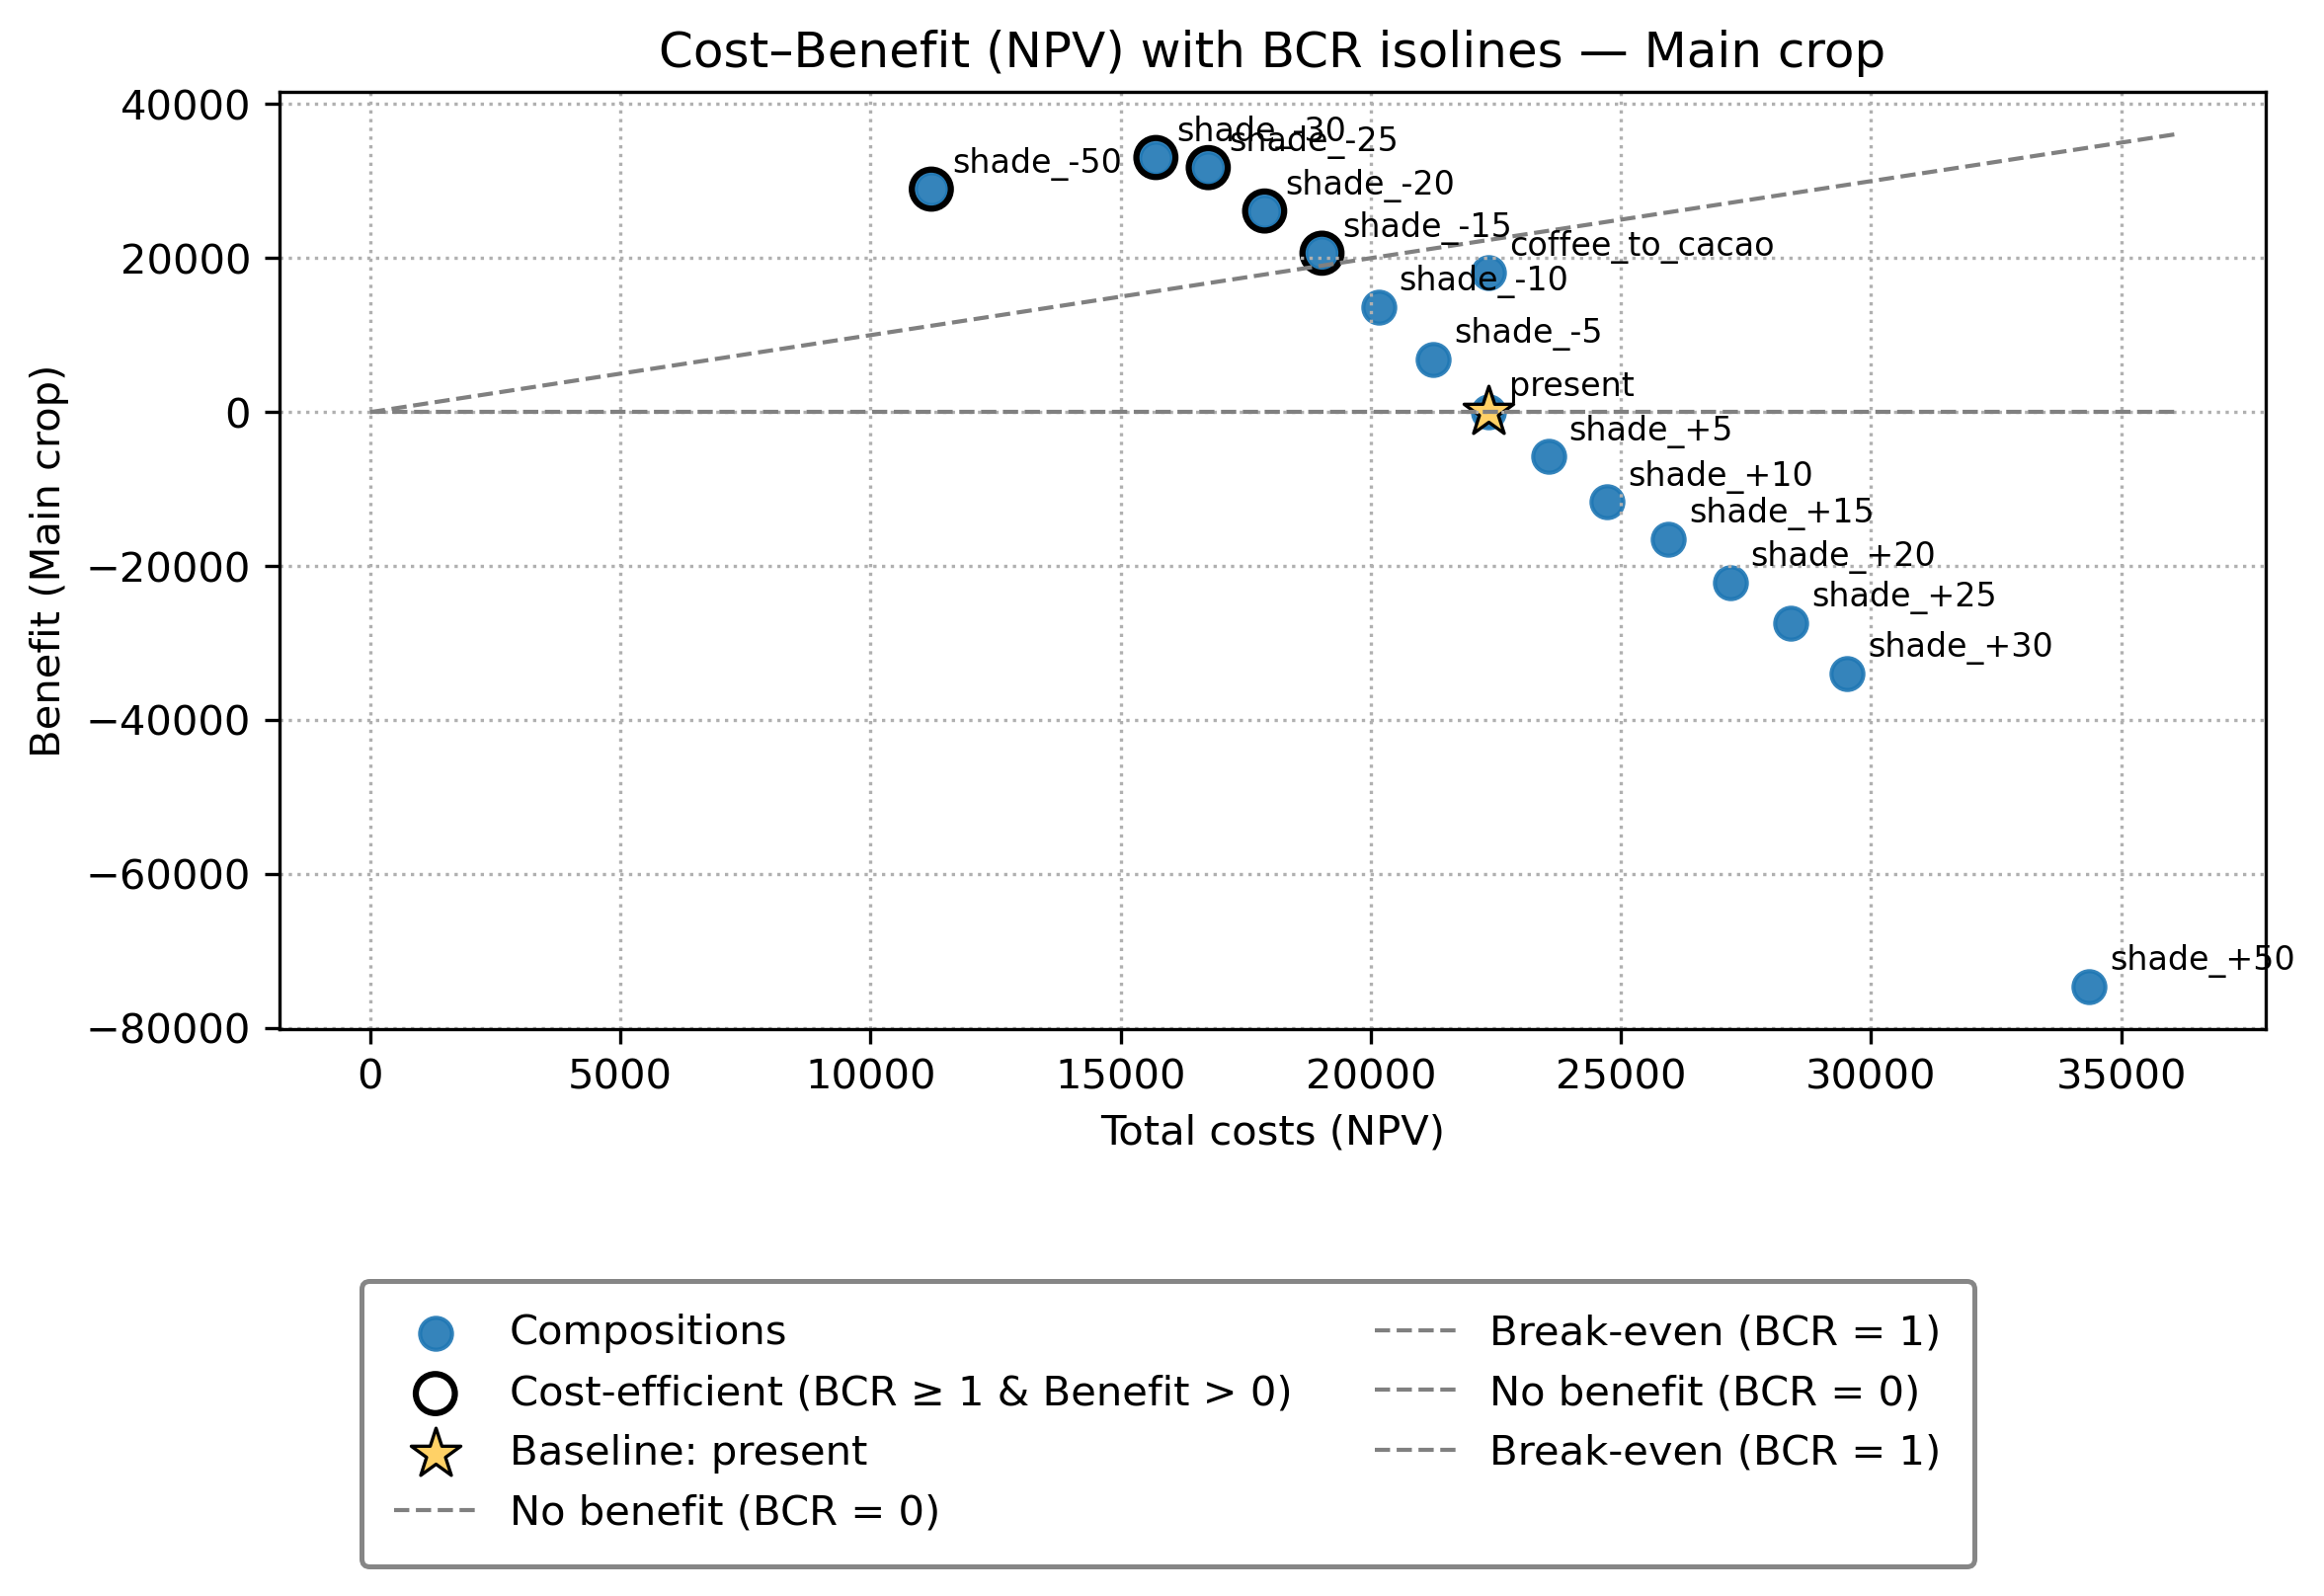 Cost–Benefit (NPV) with BCR isolines — Main crop
Benefit (Main crop)
40000
20000
0
−20000
−40000
−60000
−80000
shade_-50
shade_-30
shade_-25
shade_-20
shade_-15
coffee_to_cacao
shade_-10
shade_-5
present
shade_+5
shade_+10
shade_+15
shade_+20
shade_+25
shade_+30
shade_+50
0 5000 10000 15000 20000 25000 30000 35000
Total costs (NPV)
Compositions
Cost-efficient (BCR ≥ 1 & Benefit > 0)
Baseline: present
No benefit (BCR = 0)
Break-even (BCR = 1)
No benefit (BCR = 0)
Break-even (BCR = 1)